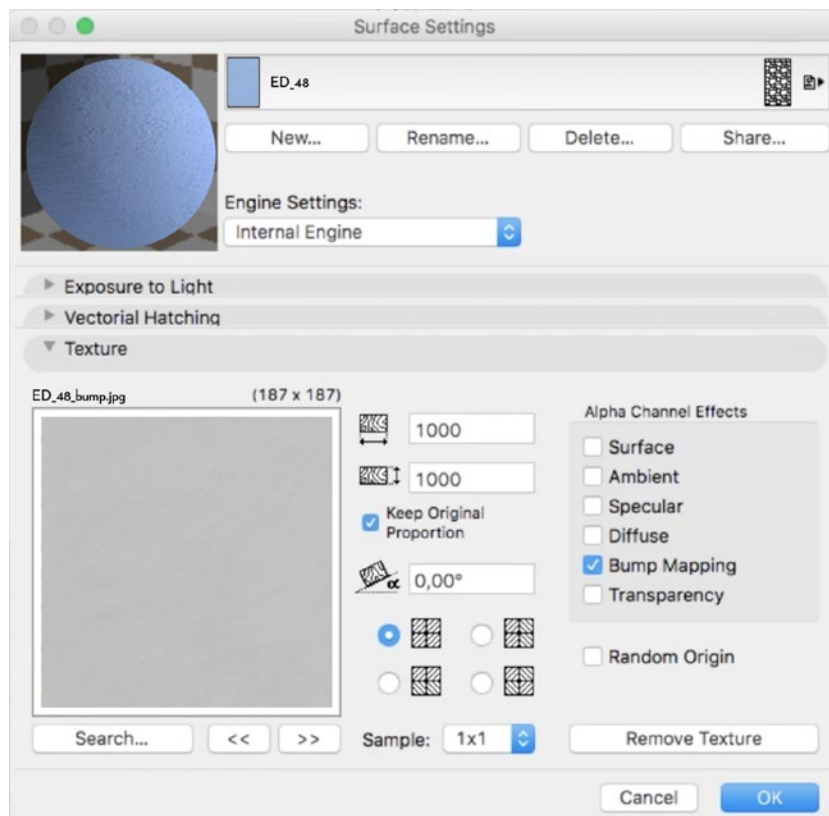 Surface Settings
ED_48
New... Rename... Delete... Share...
Engine Settings:
Internal Engine
Exposure to Light
Vectorial Hatching
Texture
ED_48_bump.jpg (187 x 187)
1000
1000
Keep Original
Proportion
α 0,00°
Alpha Channel Effects
Surface
Ambient
Specular
Diffuse
Bump Mapping
Transparency
Random Origin
Search... << >> Sample: 1x1 Remove Texture
Cancel OK